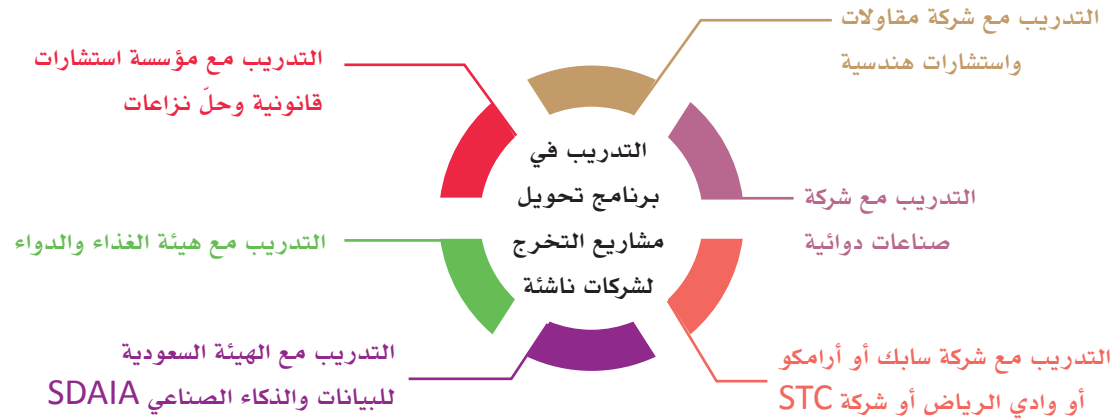 التدريب مع شركة مقاولات
واستشارات هندسية
التدريب مع مؤسسة استشارات
قانونية وحلّ نزاعات
التدريب في
برنامج تحويل
مشاريع التخرج
لشركات ناشئة
التدريب مع شركة
صناعات دوائية
التدريب مع هيئة الغذاء والدواء
التدريب مع شركة سابك أو أرامكو
أو وادي الرياض أو شركة STC
التدريب مع الهيئة السعودية
للبيانات والذكاء الصناعي SDAIA